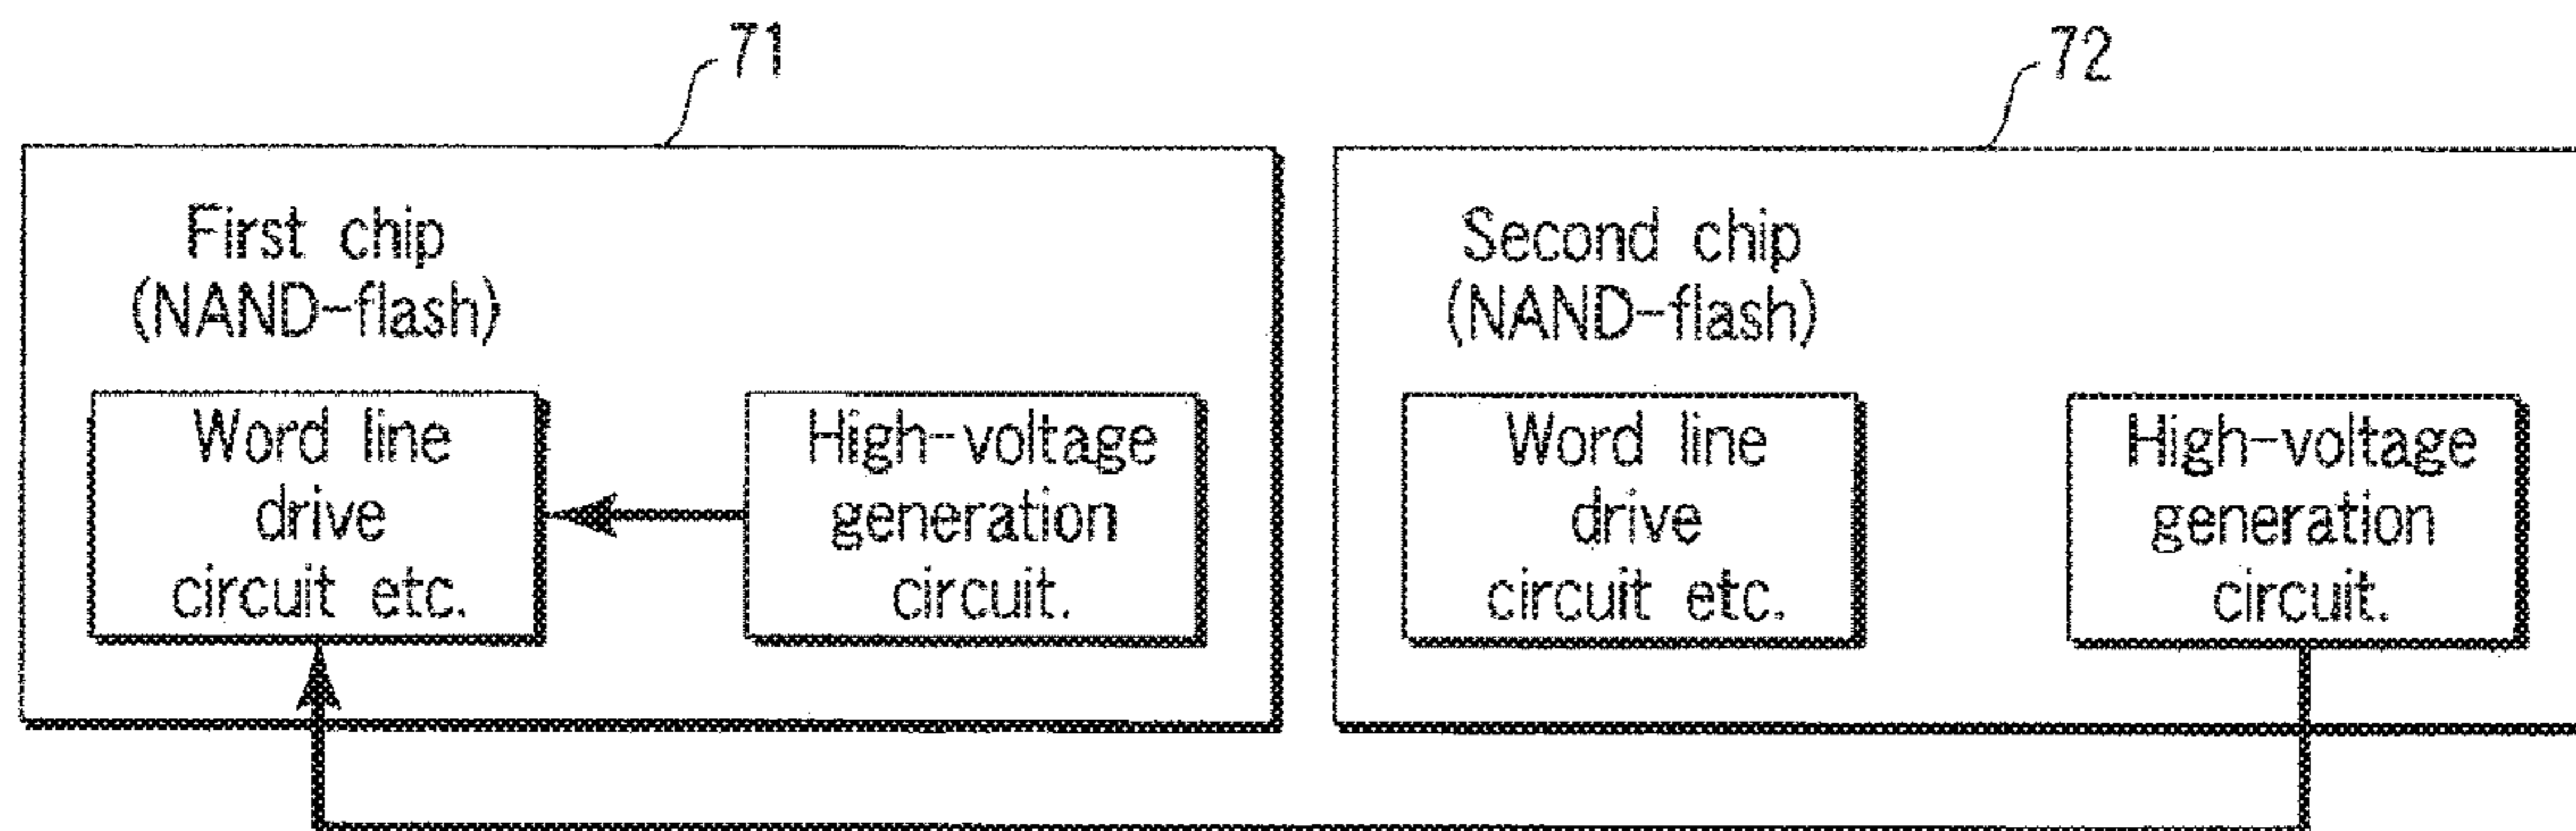 71
72
First chip
(NAND-flash)
Second chip
(NAND-flash)
Word line
drive
circuit etc.
High-voltage
generation
circuit.
Word line
drive
circuit etc.
High-voltage
generation
circuit.